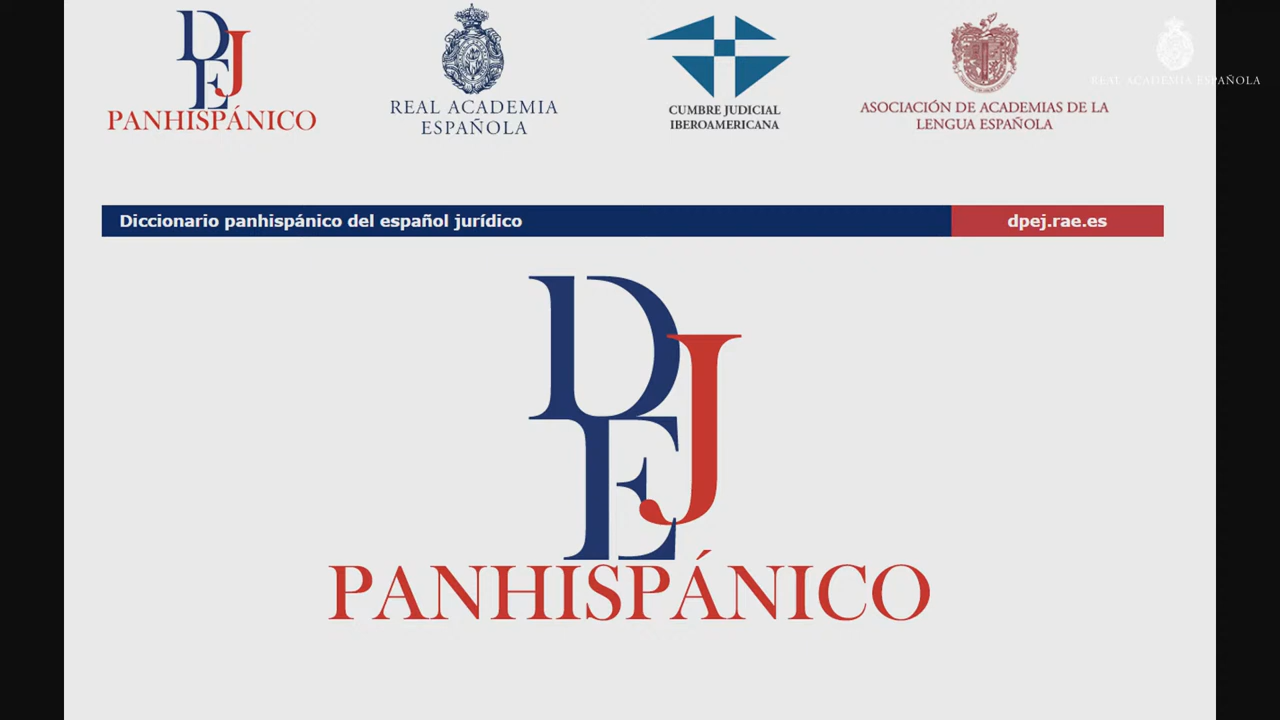 DEJ
PANHISPÁNICO
REAL ACADEMIA
ESPAÑOLA
CUMBRE JUDICIAL
IBEROAMERICANA
ASOCIACIÓN DE ACADEMIAS DE LA
LENGUA ESPAÑOLA
REAL ACADEMIA ESPAÑOLA
Diccionario panhispánico del español jurídico
dpej.rae.es
DEJ
PANHISPÁNICO